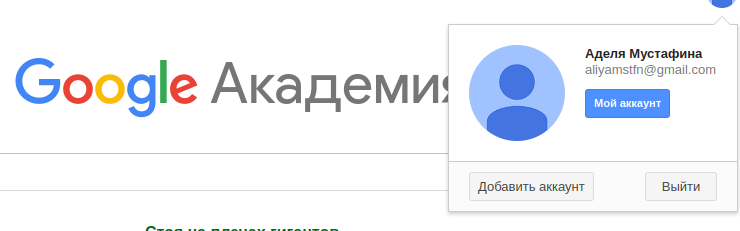 Google Академия
Аделя Мустафина
aliyamstfn@gmail.com
Мой аккаунт
Добавить аккаунт
Выйти
Стоя на плечах гигантов